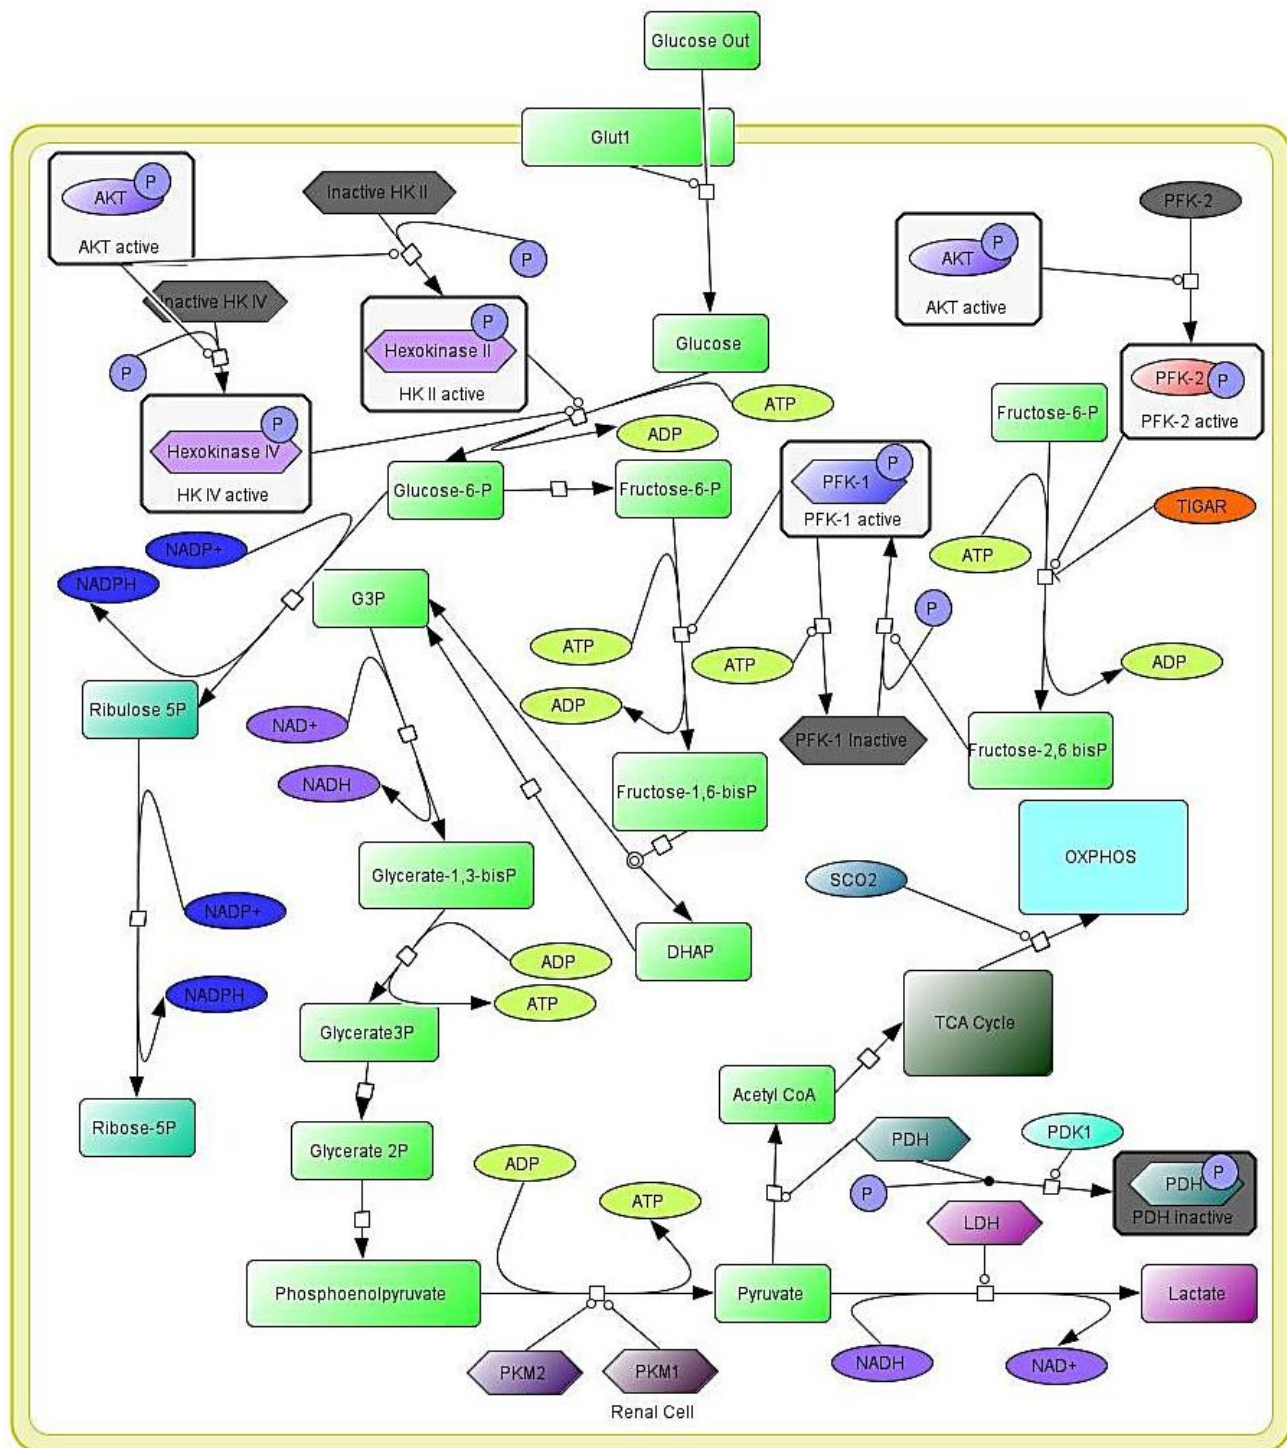 Glucose Out
Glut1
P
AKT
AKT active
Inactive HK II
P
PFK-2
P
AKT
AKT active
Inactive HK IV
P
P
Hexokinase II
HK II active
Glucose
PFK-2
P
PFK-2 active
ATP
Fructose-6-P
P
Hexokinase IV
HK IV active
ADP
Glucose-6-P
Fructose-6-P
P
PFK-1
PFK-1 active
TIGAR
NADP+
ATP
NADPH
G3P
P
ATP
ATP
ADP
Ribulose 5P
NAD+
ADP
PFK-1 Inactive
Fructose-2,6 bisP
NADH
Fructose-1,6-bisP
OXPHOS
Glycerate-1,3-bisP
SCO2
NADP+
ADP
DHAP
NADPH
ATP
Glycerate3P
TCA Cycle
Acetyl CoA
Ribose-5P
Glycerate 2P
PDH
PDK1
ADP
P
P
PDH
PDH inactive
ATP
LDH
Phosphoenolpyruvate
Pyruvate
Lactate
PKM2
PKM1
NADH
NAD+
Renal Cell